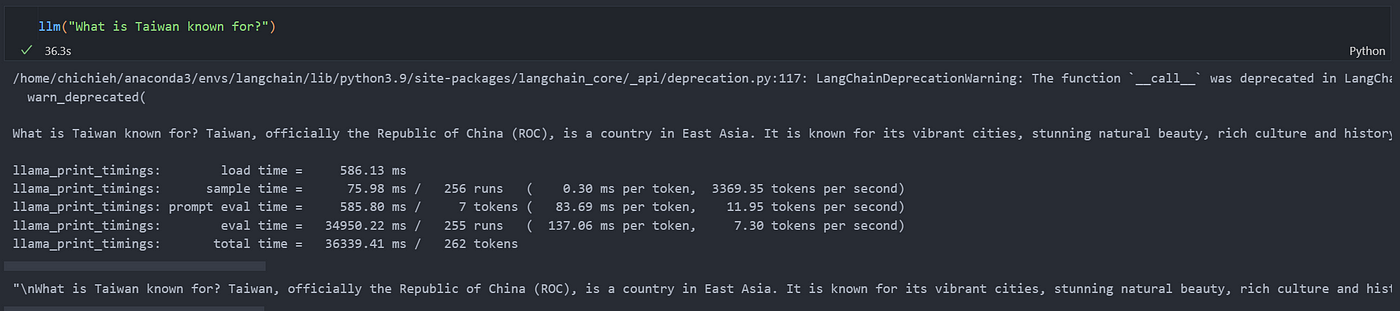 llm("What is Taiwan known for?")
✓ 36.3s
Python
/home/chichieh/anaconda3/envs/langchain/lib/python3.9/site-packages/langchain_core/_api/deprecation.py:117: LangChainDeprecationWarning: The function `__call__` was deprecated in LangCha
warn_deprecated(
What is Taiwan known for? Taiwan, officially the Republic of China (ROC), is a country in East Asia. It is known for its vibrant cities, stunning natural beauty, rich culture and history
llama_print_timings:        load time =     586.13 ms
llama_print_timings:      sample time =      75.98 ms /   256 runs   (    0.30 ms per token,  3369.35 tokens per second)
llama_print_timings: prompt eval time =     585.80 ms /     7 tokens (   83.69 ms per token,    11.95 tokens per second)
llama_print_timings:        eval time =   34950.22 ms /   255 runs   (  137.06 ms per token,     7.30 tokens per second)
llama_print_timings:       total time =   36339.41 ms /   262 tokens
"\nWhat is Taiwan known for? Taiwan, officially the Republic of China (ROC), is a country in East Asia. It is known for its vibrant cities, stunning natural beauty, rich culture and hist